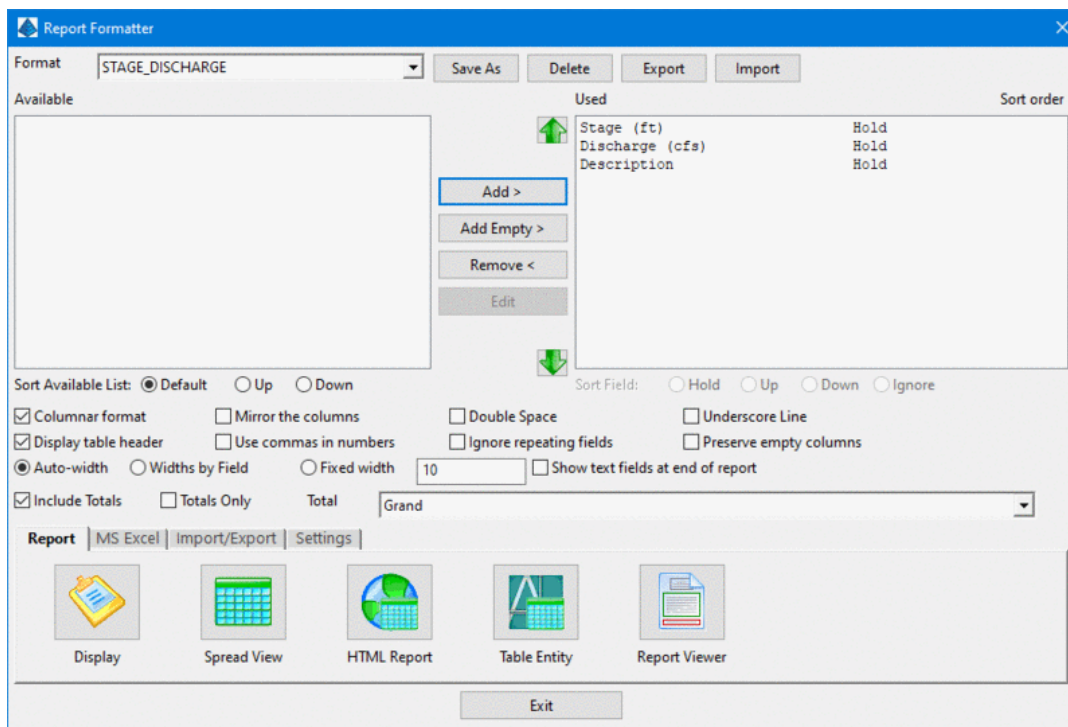 Report Formatter
Format STAGE_DISCHARGE Save As Delete Export Import
Available Used Sort order
Stage (ft) Hold
Discharge (cfs) Hold
Description Hold
Add >
Add Empty >
Remove <
Edit
Sort Available List: Default Up Down Sort Field: Hold Up Down Ignore
Columnar format Mirror the columns Double Space Underscore Line
Display table header Use commas in numbers Ignore repeating fields Preserve empty columns
Auto-width Widths by Field Fixed width 10 Show text fields at end of report
Include Totals Totals Only Total Grand
Report MS Excel Import/Export Settings
Display Spread View HTML Report Table Entity Report Viewer
Exit